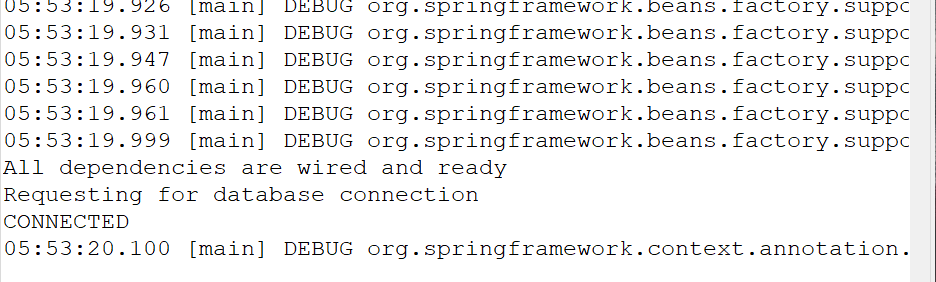 05:53:19.926 [main] DEBUG org.springframework.beans.factory.suppo
05:53:19.931 [main] DEBUG org.springframework.beans.factory.suppo
05:53:19.947 [main] DEBUG org.springframework.beans.factory.suppo
05:53:19.960 [main] DEBUG org.springframework.beans.factory.suppo
05:53:19.961 [main] DEBUG org.springframework.beans.factory.suppo
05:53:19.999 [main] DEBUG org.springframework.beans.factory.suppo
All dependencies are wired and ready
Requesting for database connection
CONNECTED
05:53:20.100 [main] DEBUG org.springframework.context.annotation.